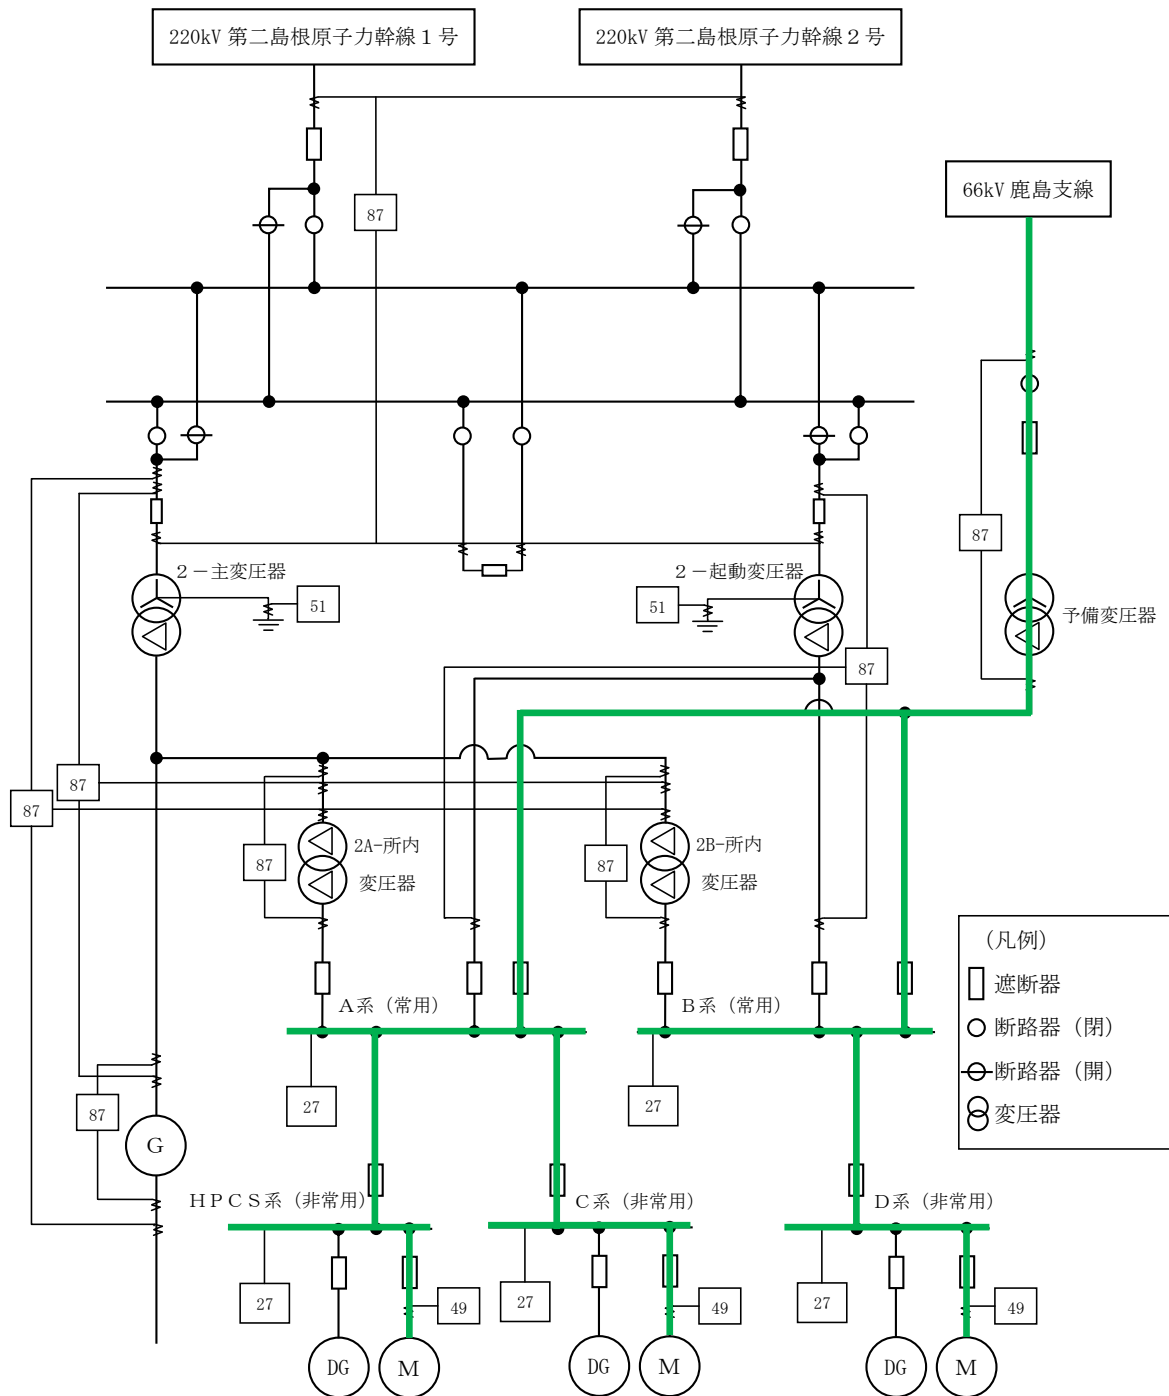 220kV 第二島根原子力幹線１号
220kV 第二島根原子力幹線２号
66kV 鹿島支線
87
87
２－主変圧器
51
２－起動変圧器
51
予備変圧器
87
87
87
2A-所内
変圧器
87
2B-所内
変圧器
87
（凡例）
遮断器
断路器（閉）
断路器（開）
変圧器
Ａ系（常用）
Ｂ系（常用）
27
27
87
G
ＨＰＣＳ系（非常用）
Ｃ系（非常用）
Ｄ系（非常用）
27
49
27
49
27
49
DG
M
DG
M
DG
M